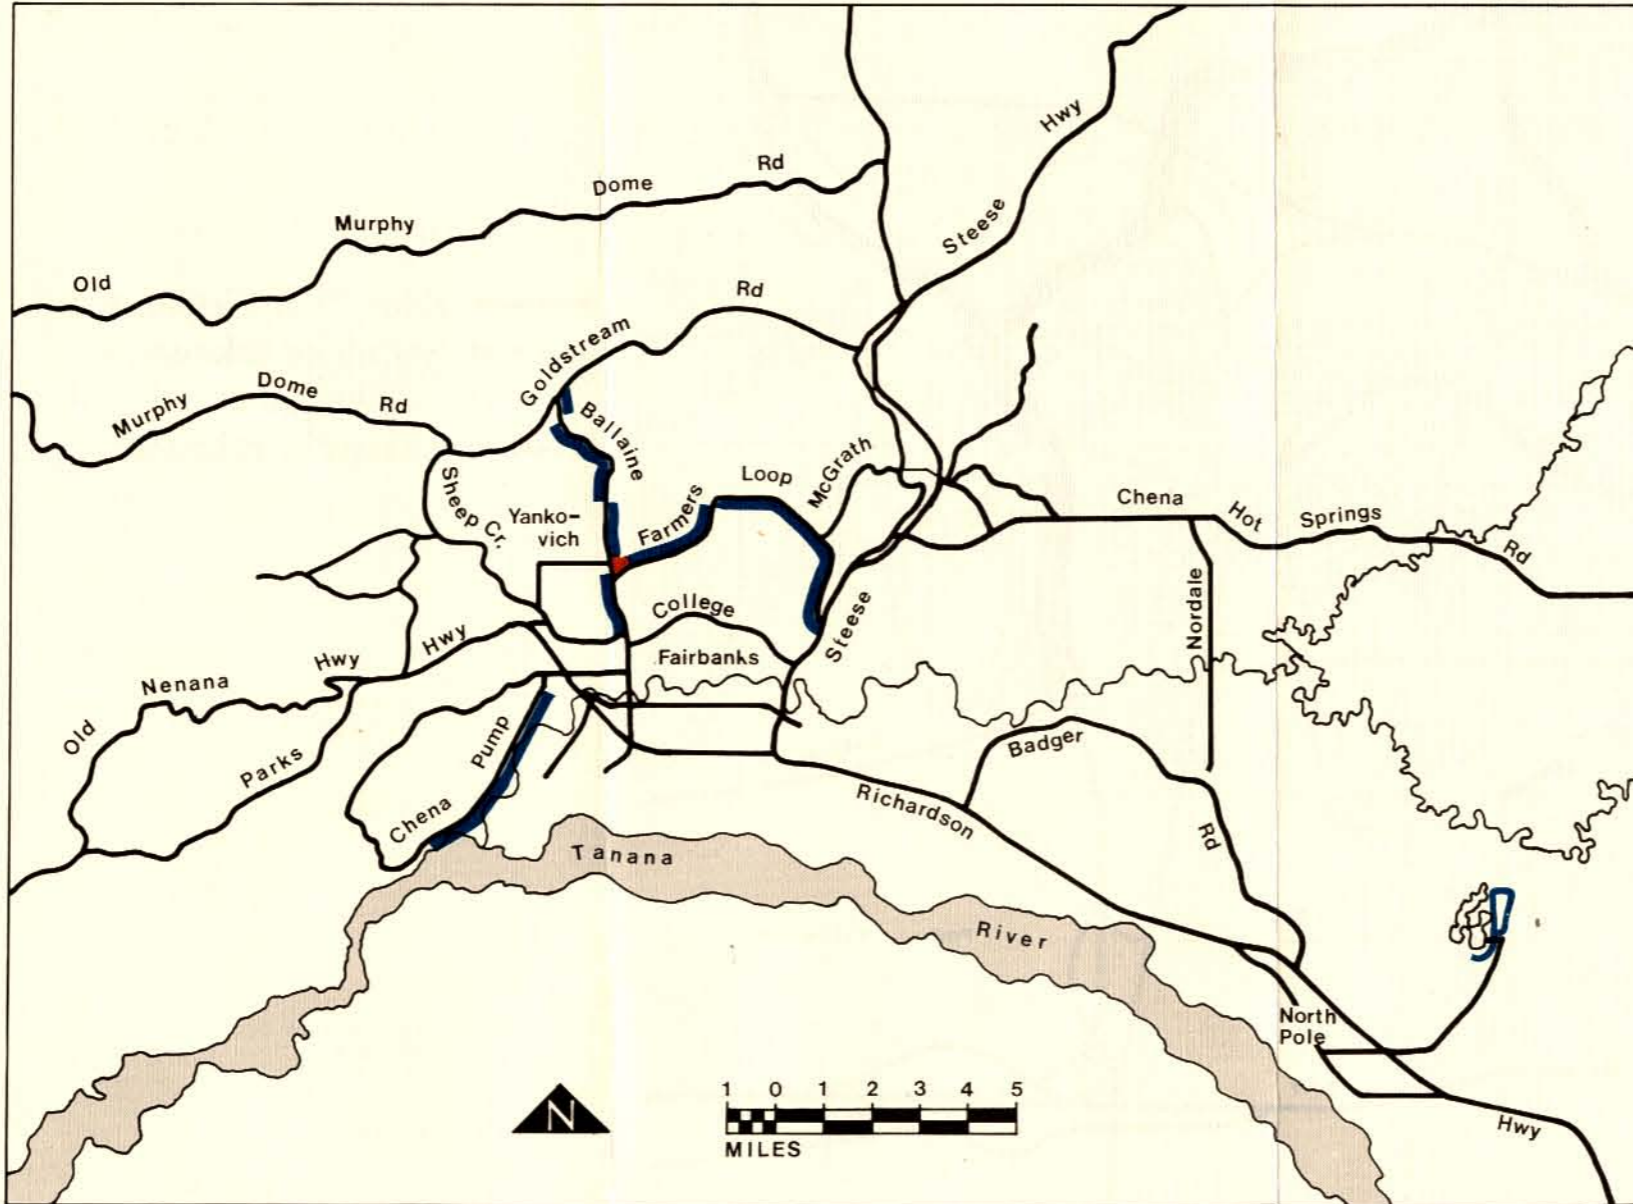 Old Murphy Dome Rd
Steese Hwy
Murphy Dome Rd
Goldstream Rd
Ballaine
Sheep Cr.
Yanko-
vich
Farmers Loop
McGrath
Chena Hot Springs Rd
Nordale
College
Steese
Fairbanks
Old Nenana Hwy
Parks Hwy
Chena Pump
Badger Rd
Richardson Hwy
Tanana River
North
Pole
N
1 0 1 2 3 4 5
MILES